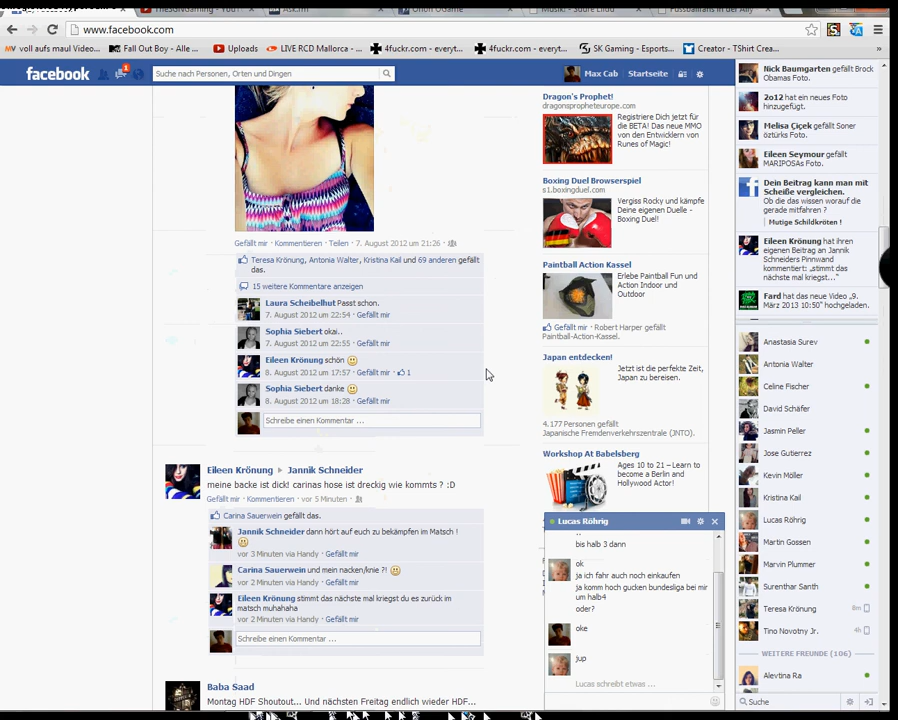 TheSGNGaming - You
Ask.fm
www.facebook.com
voll aufs maul Video...
Fall Out Boy - Alle ...
Uploads
LIVE RCD Mallorca - ...
4fuckr.com - everyt...
4fuckr.com - everyt...
SK Gaming - Esports...
Creator - TShirt Crea...
»
facebook
1
Suche nach Personen, Orten und Dingen
Max Cab
Startseite
Gefällt mir · Kommentieren · Teilen · 7. August 2012 um 21:26 ·
Teresa Krönung, Antonia Walter, Kristina Kail und 69 anderen gefällt
das.
15 weitere Kommentare anzeigen
Laura Scheibelhut Passt schon.
7. August 2012 um 22:54 · Gefällt mir
Sophia Siebert okai..
7. August 2012 um 22:55 · Gefällt mir
Eileen Krönung schön
8. August 2012 um 17:57 · Gefällt mir · 1
Sophia Siebert danke
8. August 2012 um 18:28 · Gefällt mir
Schreibe einen Kommentar ...
Eileen Krönung ▸ Jannik Schneider
meine backe ist dick! carinas hose ist dreckig wie kommts ? :D
Gefällt mir · Kommentieren · vor 5 Minuten ·
Carina Sauerwein gefällt das.
Jannik Schneider dann hört auf euch zu bekämpfen im Matsch !
vor 3 Minuten via Handy · Gefällt mir
Carina Sauerwein und mein nacken/knie ?!
vor 2 Minuten via Handy · Gefällt mir
Eileen Krönung stimmt das nächste mal kriegst du es zurück im
matsch muhahaha
vor 2 Minuten via Handy · Gefällt mir
Schreibe einen Kommentar ...
Baba Saad
Montag HDF Shoutout... Und nächsten Freitag endlich wieder HDF...
Dragon's Prophet!
dragonspropheteurope.com
Registriere Dich jetzt für
die BETA! Das neue MMO
von den Entwicklern von
Runes of Magic!
Boxing Duel Browserspiel
s1.boxingduel.com
Vergiss Rocky und kämpfe
Deine eigenen Duelle -
Boxing Duel!
Paintball Action Kassel
Erlebe Paintball Fun und
Action Indoor und
Outdoor
Gefällt mir · Robert Harper gefällt
Paintball-Action-Kassel.
Japan entdecken!
Jetzt ist die perfekte Zeit,
Japan zu bereisen.
4,177 Personen gefällt
Japanische Fremdenverkehrszentrale (JNTO).
Workshop At Babelsberg
Ages 10 to 21 – Learn to
become a Berlin and
Hollywood Actor!
Lucas Röhrig
bis halb 3 dann
ok
ja ich fahr auch noch einkaufen
ja komm hoch gucken bundesliga bei mir
um halb4
oder?
oke
jup
Lucas schreibt etwas ...
Nick Baumgarten gefällt Brock
Obamas Foto.
2o12 hat ein neues Foto
hinzugefügt.
Melisa Çiçek gefällt Soner
öztürks Foto.
Eileen Seymour gefällt
MARIPOSAs Foto.
Dein Beitrag kann man mit
Scheiße vergleichen.
Ob du das wissen worauf die
gerade mitfahren ?
Mutige Schildkröten !
Eileen Krönung hat ihren
eigenen Beitrag an Jannik
Schneiders Pinnwand
kommentiert: „stimmt das
nächste mal kriegst..."
Fard hat das neue Video „9.
März 2013 10:50" hochgeladen.
Anastasia Surev
Antonia Walter
Celine Fischer
David Schäfer
Jasmin Peller
Jose Gutierrez
Kevin Möller
Kristina Kail
Lucas Röhrig
Martin Gossen
Marvin Plummer
Surenthar Santh
Teresa Krönung 8m
Tino Novotny Jr. 4h
WEITERE FREUNDE (106)
Alevtina Ra
Suche